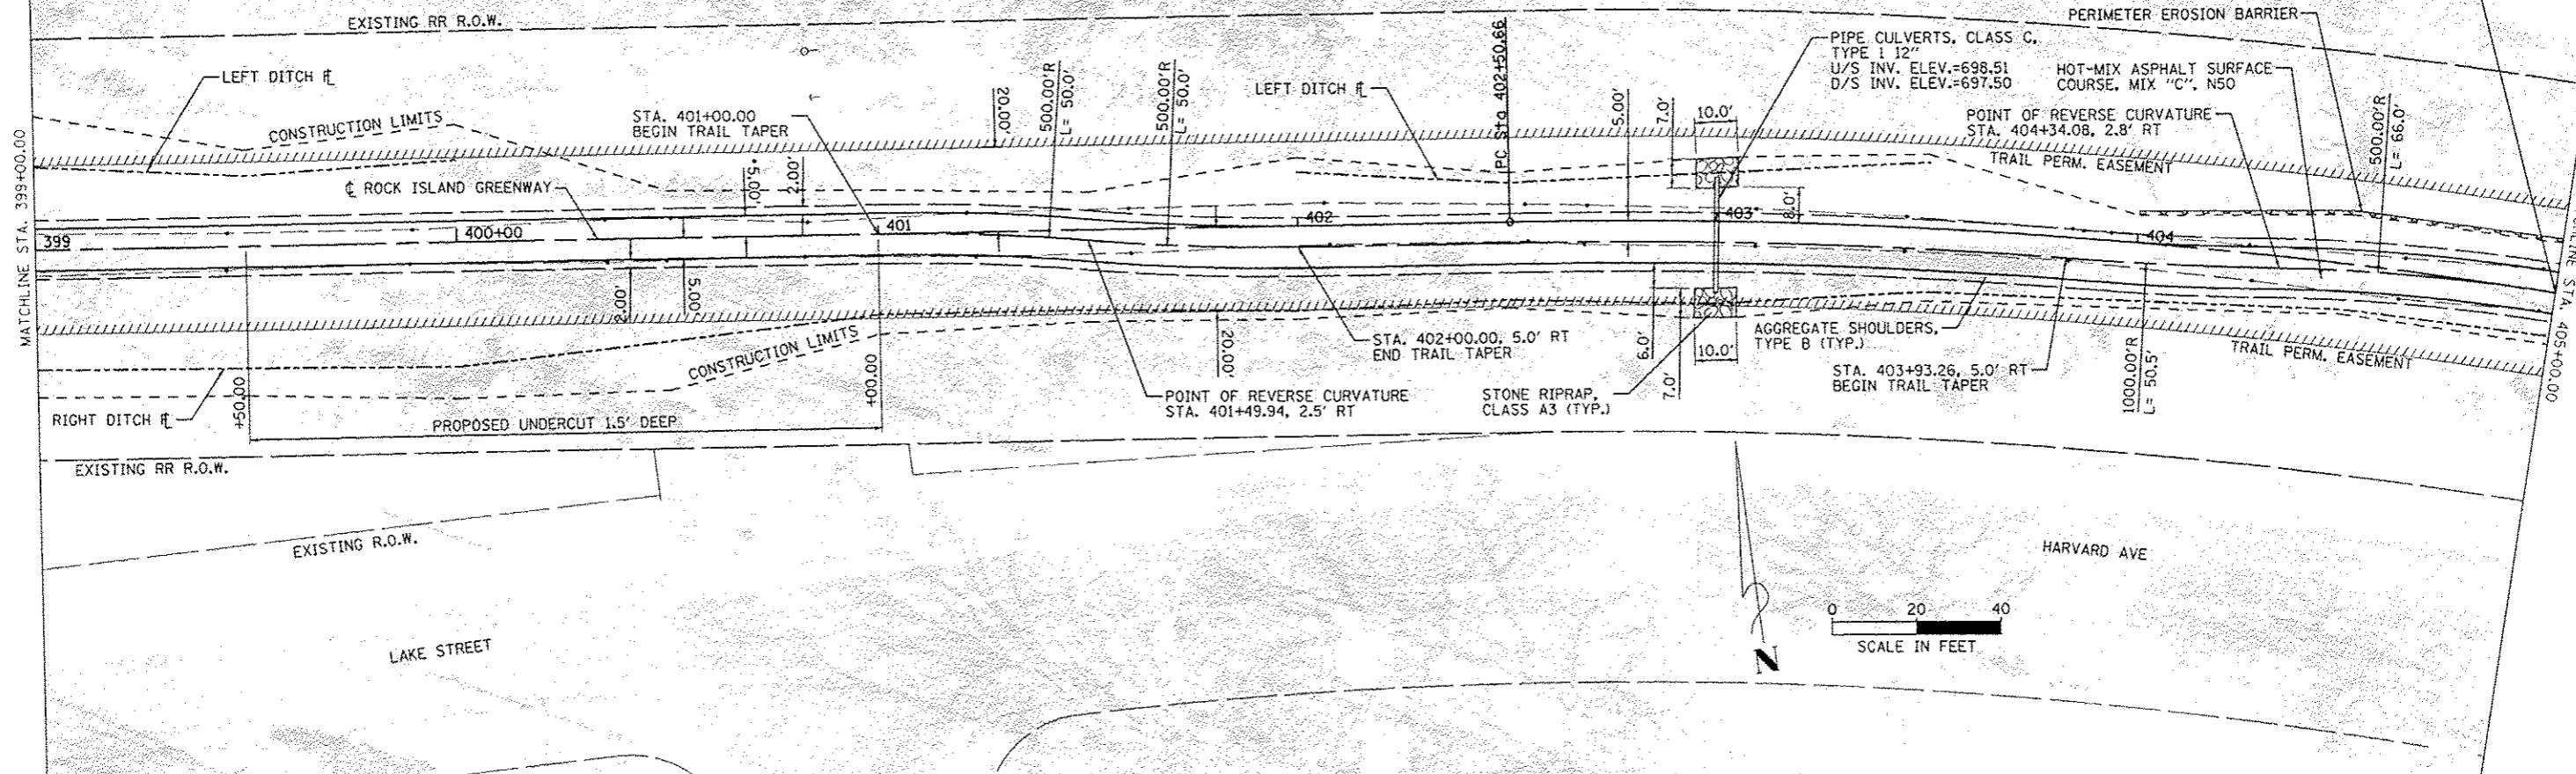 EXISTING RR R.O.W.
PERIMETER EROSION BARRIER
LEFT DITCH ⅊
CONSTRUCTION LIMITS
STA. 401+00.00
BEGIN TRAIL TAPER
20.00'
500.00'R
L= 50.0'
500.00'R
L= 50.0'
LEFT DITCH ⅊
PC Sta 402+50.66
5.00'
7.0'
10.0'
PIPE CULVERTS, CLASS C,
TYPE 1 12"
U/S INV. ELEV.=698.51
D/S INV. ELEV.=697.50
HOT-MIX ASPHALT SURFACE
COURSE, MIX "C", N50
POINT OF REVERSE CURVATURE
STA. 404+34.08, 2.8' RT
500.00'R
L= 66.0'
TRAIL PERM. EASEMENT
MATCHLINE STA. 399+00.00
℄ ROCK ISLAND GREENWAY
5.00'
2.00'
8.0'
399
400+00
401
402
403
404
2.00'
5.00'
CONSTRUCTION LIMITS
+50.00
+00.00
20.00'
STA. 402+00.00, 5.0' RT
END TRAIL TAPER
POINT OF REVERSE CURVATURE
STA. 401+49.94, 2.5' RT
STONE RIPRAP,
CLASS A3 (TYP.)
6.0'
7.0'
10.0'
AGGREGATE SHOULDERS,
TYPE B (TYP.)
STA. 403+93.26, 5.0' RT
BEGIN TRAIL TAPER
1000.00'R
L= 50.5'
TRAIL PERM. EASEMENT
STA. 405+00.00
RIGHT DITCH ⅊
PROPOSED UNDERCUT 1.5' DEEP
EXISTING RR R.O.W.
EXISTING R.O.W.
LAKE STREET
HARVARD AVE
N
0 20 40
SCALE IN FEET